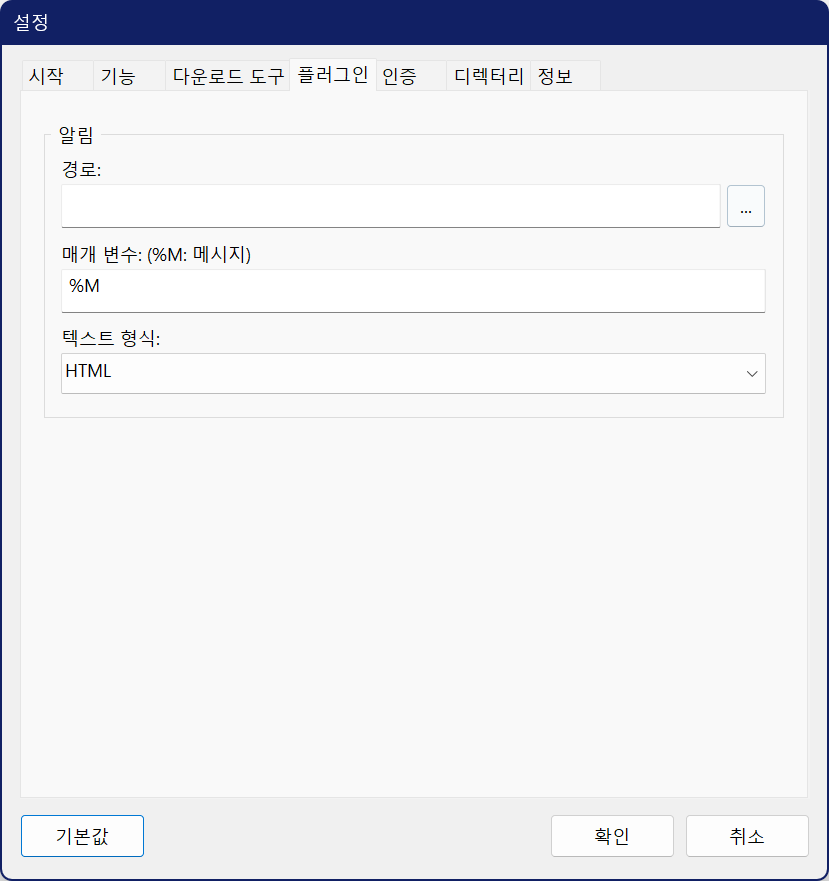 설정
시작 기능 다운로드 도구 플러그인 인증 디렉터리 정보
알림
경로:
...
매개 변수: (%M: 메시지)
%M
텍스트 형식:
HTML
기본값 확인 취소